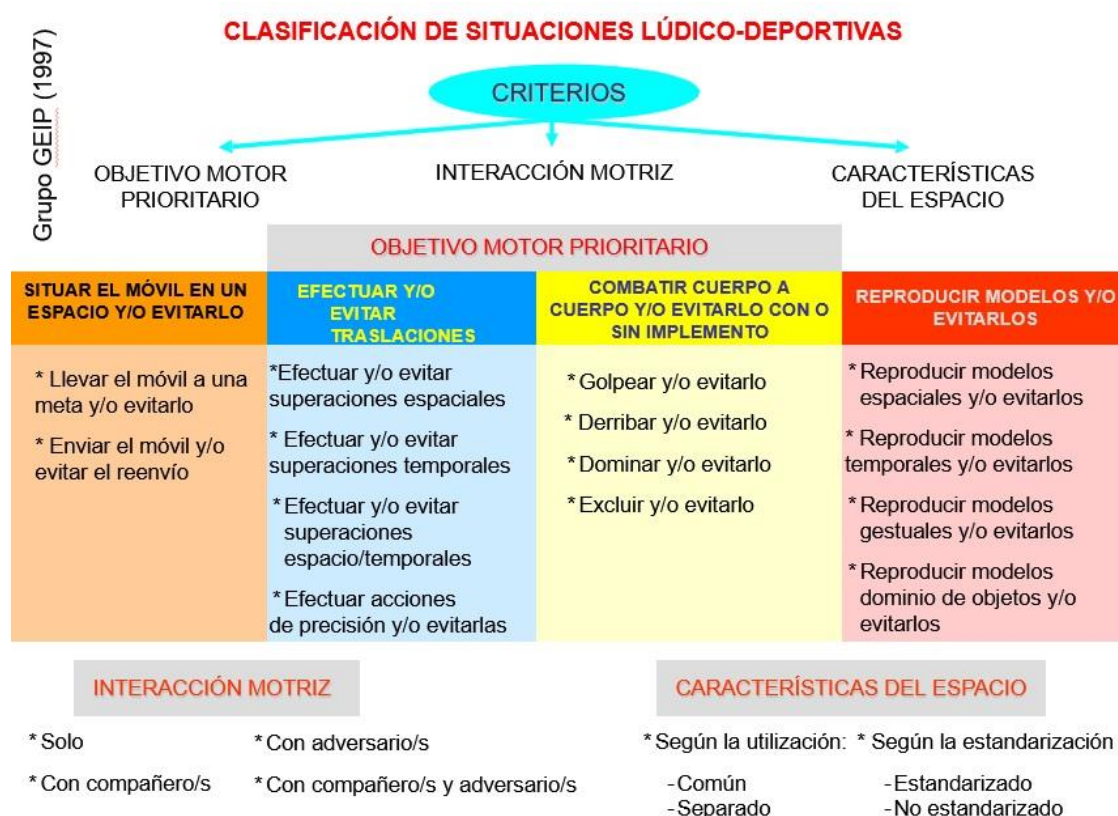 Grupo GEIP (1997)
CLASIFICACIÓN DE SITUACIONES LÚDICO-DEPORTIVAS
CRITERIOS
OBJETIVO MOTOR
PRIORITARIO
INTERACCIÓN MOTRIZ
CARACTERÍSTICAS
DEL ESPACIO
OBJETIVO MOTOR PRIORITARIO
SITUAR EL MÓVIL EN UN
ESPACIO Y/O EVITARLO
* Llevar el móvil a una
meta y/o evitarlo
* Enviar el móvil y/o
evitar el reenvío
EFECTUAR Y/O
EVITAR
TRASLACIONES
*Efectuar y/o evitar
superaciones espaciales
* Efectuar y/o evitar
superaciones temporales
* Efectuar y/o evitar
superaciones
espacio/temporales
* Efectuar acciones
de precisión y/o evitarlas
COMBATIR CUERPO A
CUERPO Y/O EVITARLO CON O
SIN IMPLEMENTO
* Golpear y/o evitarlo
* Derribar y/o evitarlo
* Dominar y/o evitarlo
* Excluir y/o evitarlo
REPRODUCIR MODELOS Y/O
EVITARLOS
* Reproducir modelos
espaciales y/o evitarlos
* Reproducir modelos
temporales y/o evitarlos
* Reproducir modelos
gestuales y/o evitarlos
* Reproducir modelos
dominio de objetos y/o
evitarlos
INTERACCIÓN MOTRIZ
* Solo
* Con compañero/s
* Con adversario/s
* Con compañero/s y adversario/s
CARACTERÍSTICAS DEL ESPACIO
* Según la utilización:
-Común
-Separado
* Según la estandarización
-Estandarizado
-No estandarizado